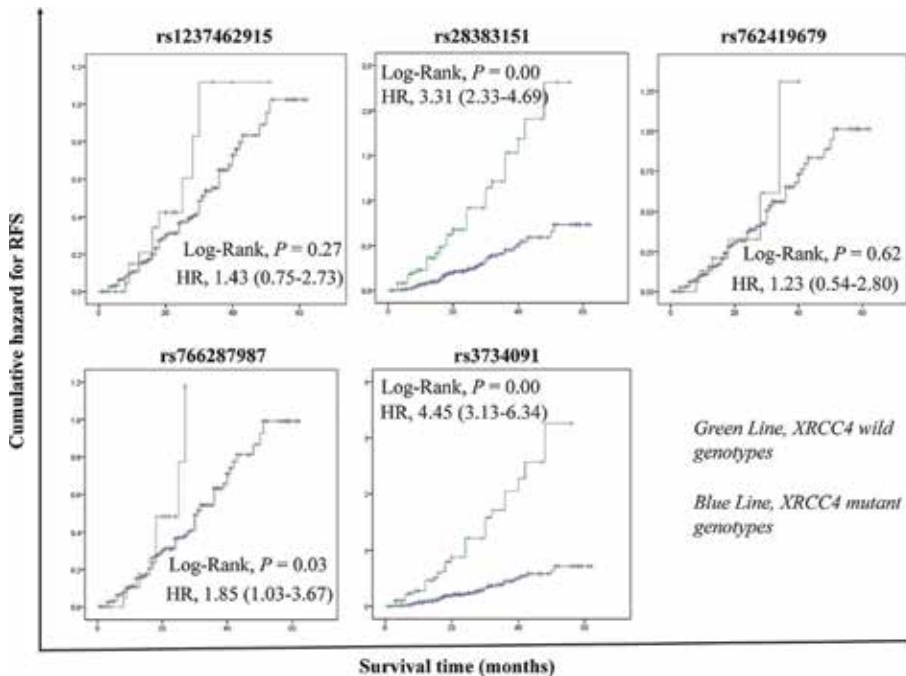 rs1237462915
rs28383151
rs762419679
Log-Rank, P = 0.00
HR, 3.31 (2.33-4.69)
Log-Rank, P = 0.27
HR, 1.43 (0.75-2.73)
Log-Rank, P = 0.62
HR, 1.23 (0.54-2.80)
rs766287987
rs3734091
Log-Rank, P = 0.00
HR, 4.45 (3.13-6.34)
Log-Rank, P = 0.03
HR, 1.85 (1.03-3.67)
Green Line, XRCC4 wild
genotypes
Blue Line, XRCC4 mutant
genotypes
Cumulative hazard for RFS
Survival time (months)